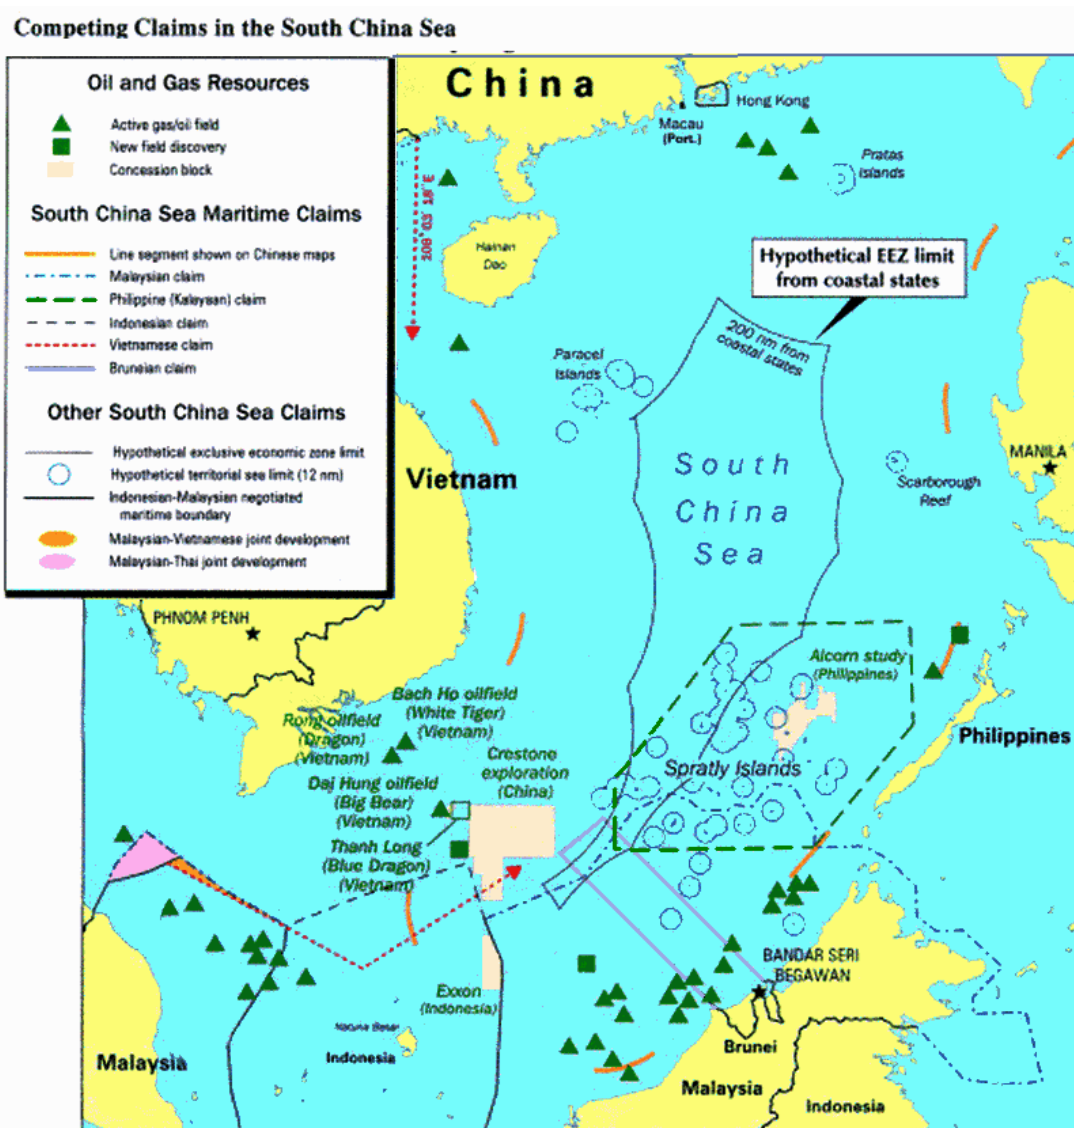 Competing Claims in the South China Sea
Oil and Gas Resources
Active gas/oil field
New field discovery
Concession block
South China Sea Maritime Claims
Line segment shown on Chinese maps
Malaysian claim
Philippine (Kalaysan) claim
Indonesian claim
Vietnamese claim
Bruneian claim
Other South China Sea Claims
Hypothetical exclusive economic zone limit
Hypothetical territorial sea limit (12 nm)
Indonesian-Malaysian negotiated
maritime boundary
Malaysian-Vietnamese joint development
Malaysian-Thai joint development
China
Hong Kong
Macau
(Port.)
Pratas
Islands
108° 03' 18" E
Hainan
Dao
Hypothetical EEZ limit
from coastal states
200 nm from
coastal states
Paracel
Islands
Vietnam
South
China
Sea
MANILA
Scarborough
Reef
PHNOM PENH
Alcorn study
(Philippines)
Bach Ho oilfield
(White Tiger)
(Vietnam)
Rong oilfield
(Dragon)
(Vietnam)
Crestone
exploration
(China)
Philippines
Spratly Islands
Dai Hung oilfield
(Big Bear)
(Vietnam)
Thanh Long
(Blue Dragon)
(Vietnam)
BANDAR SERI
BEGAWAN
Exxon
(Indonesia)
Natuna Besar
Indonesia
Malaysia
Brunei
Malaysia
Indonesia